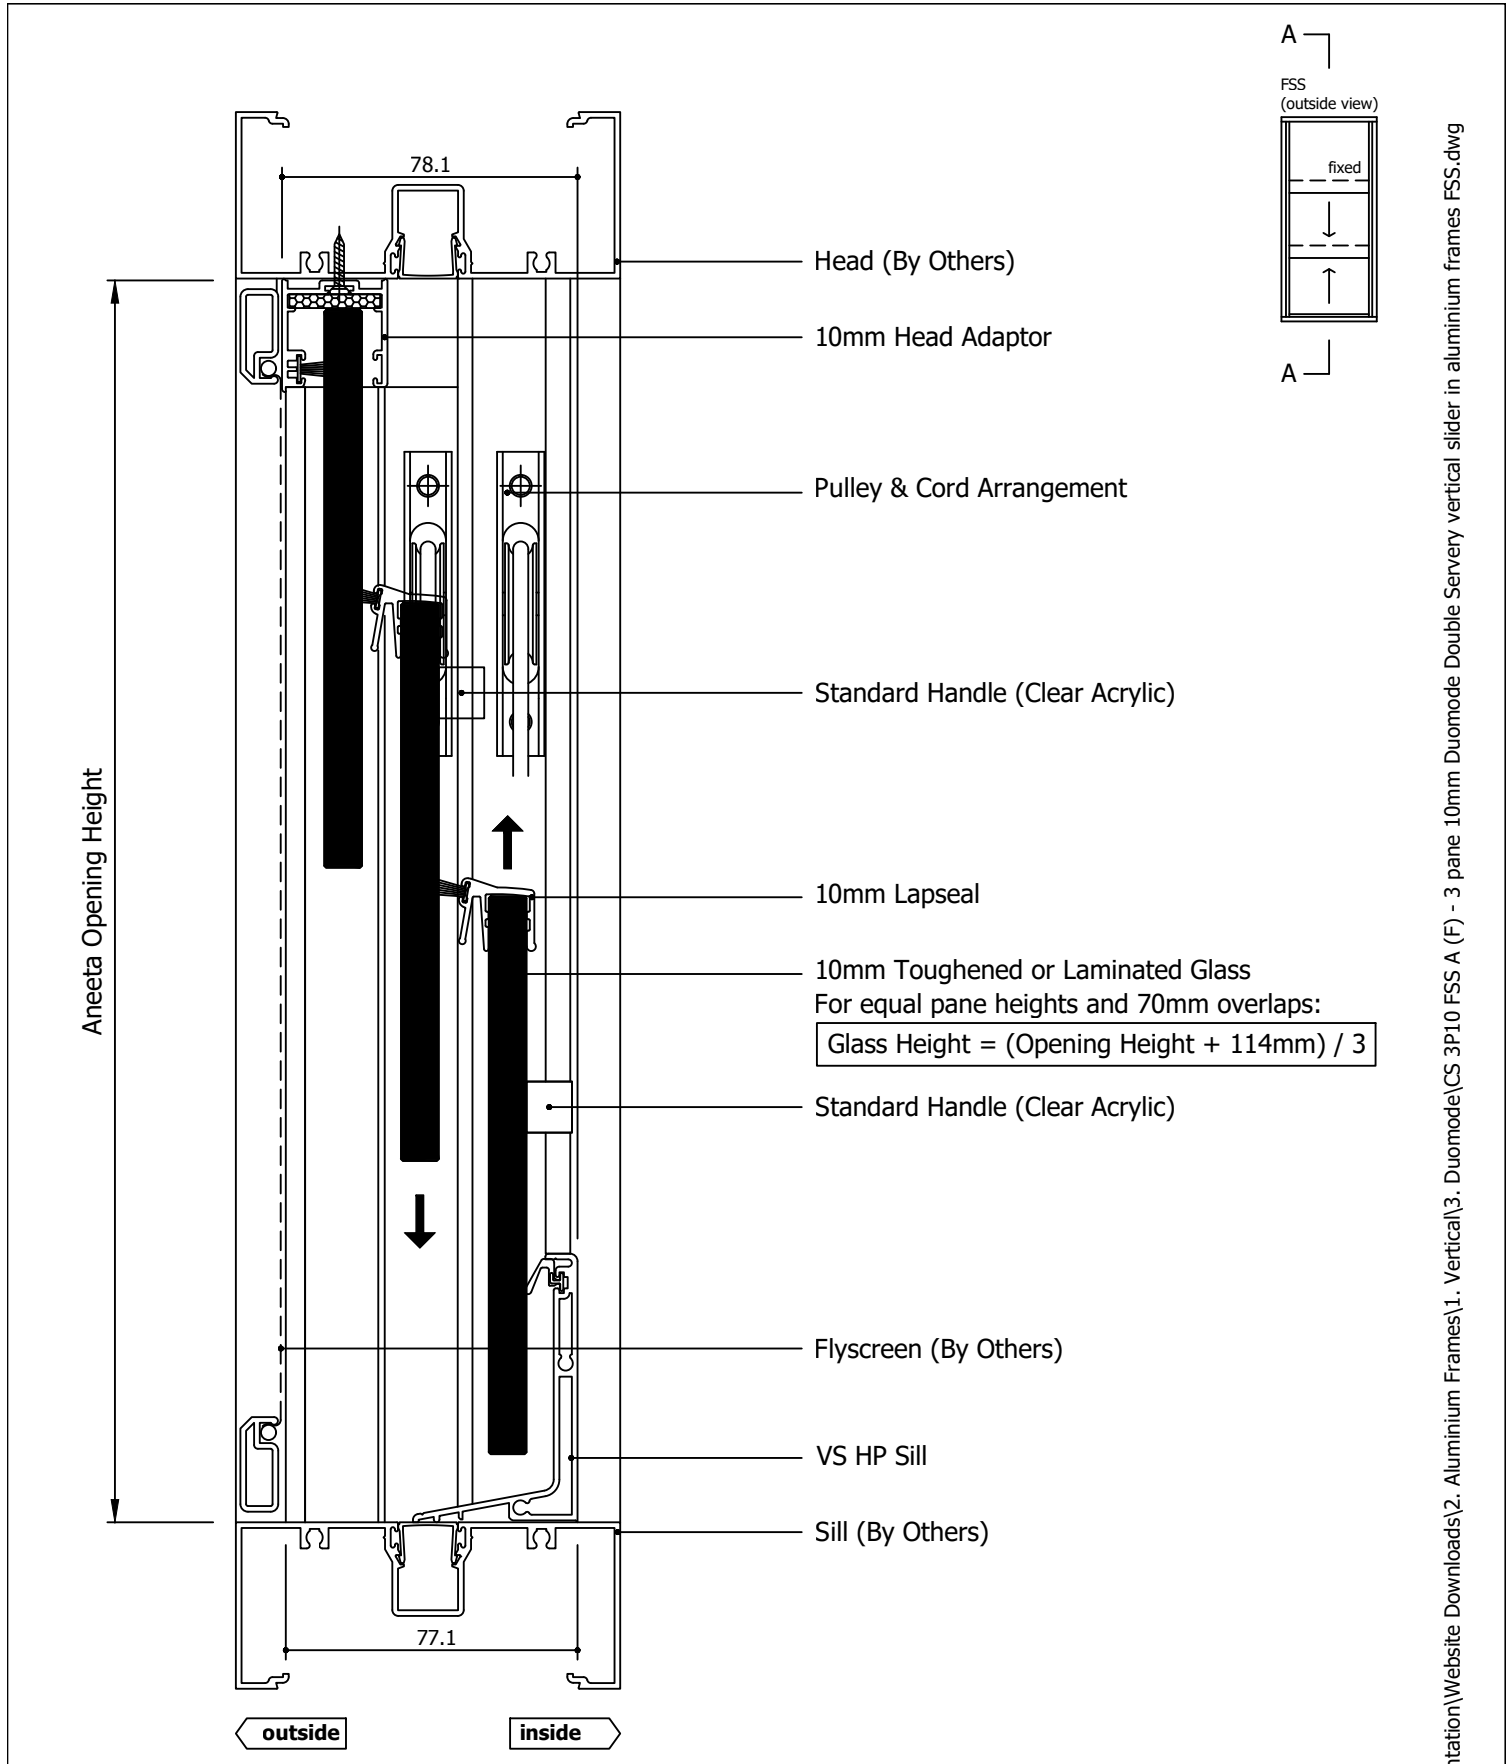 A
FSS
(outside view)
fixed
A
78.1
Head (By Others)
10mm Head Adaptor
Pulley & Cord Arrangement
Standard Handle (Clear Acrylic)
Aneeta Opening Height
10mm Lapseal
10mm Toughened or Laminated Glass
For equal pane heights and 70mm overlaps:
Glass Height = (Opening Height + 114mm) / 3
Standard Handle (Clear Acrylic)
Flyscreen (By Others)
VS HP Sill
Sill (By Others)
77.1
outside
inside
ntation\Website Downloads\2. Aluminium Frames\1. Vertical\3. Duomode\CS 3P10 FSS A (F) - 3 pane 10mm Duomode Double Servery vertical slider in aluminium frames FSS.dwg